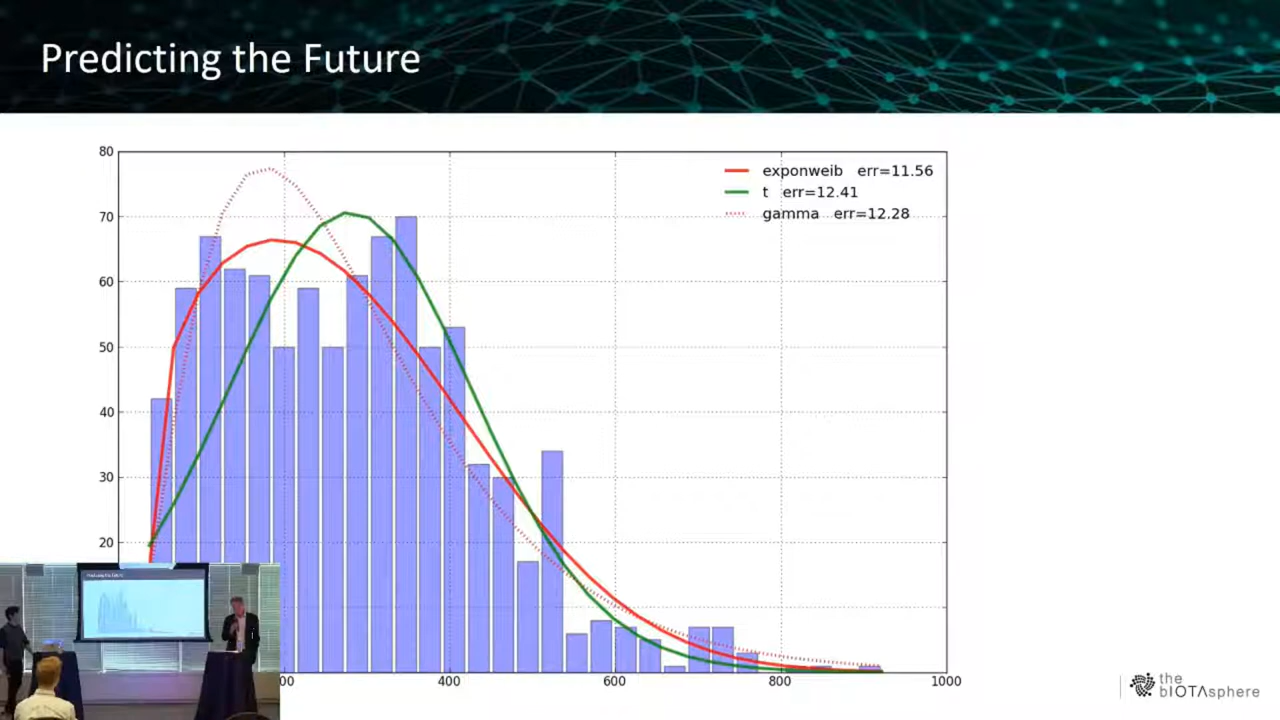 Predicting the Future
80
70
60
50
40
30
20
exponweib err=11.56
t err=12.41
gamma err=12.28
00
400
600
800
1000
the
bIOTAsphere